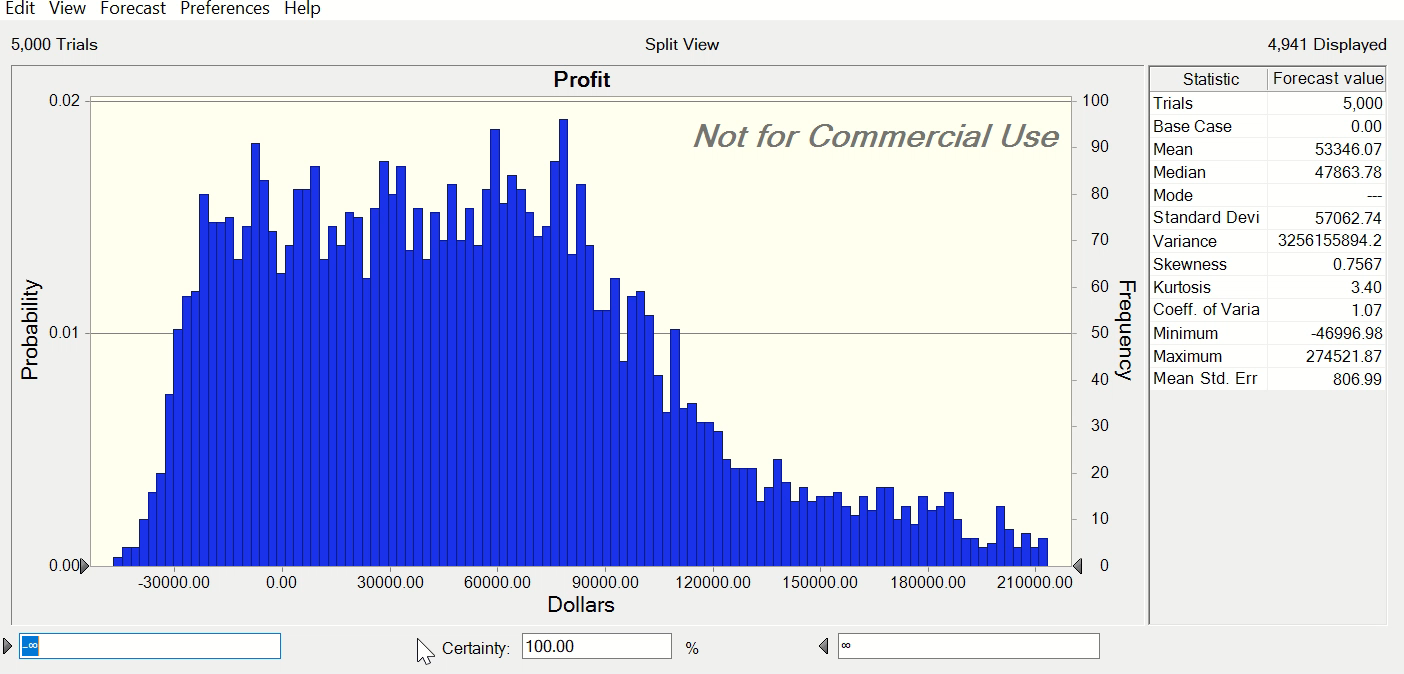 Edit View Forecast Preferences Help
5,000 Trials Split View 4,941 Displayed
Profit
Not for Commercial Use
Probability
0.02
0.01
0.00
100
90
80
70
60
50
40
30
20
10
0
Frequency
-30000.00 0.00 30000.00 60000.00 90000.00 120000.00 150000.00 180000.00 210000.00
Dollars
Statistic Forecast value
Trials 5,000
Base Case 0.00
Mean 53346.07
Median 47863.78
Mode ---
Standard Devi 57062.74
Variance 3256155894.2
Skewness 0.7567
Kurtosis 3.40
Coeff. of Varia 1.07
Minimum -46996.98
Maximum 274521.87
Mean Std. Err 806.99
-∞ Certainty: 100.00 % ∞